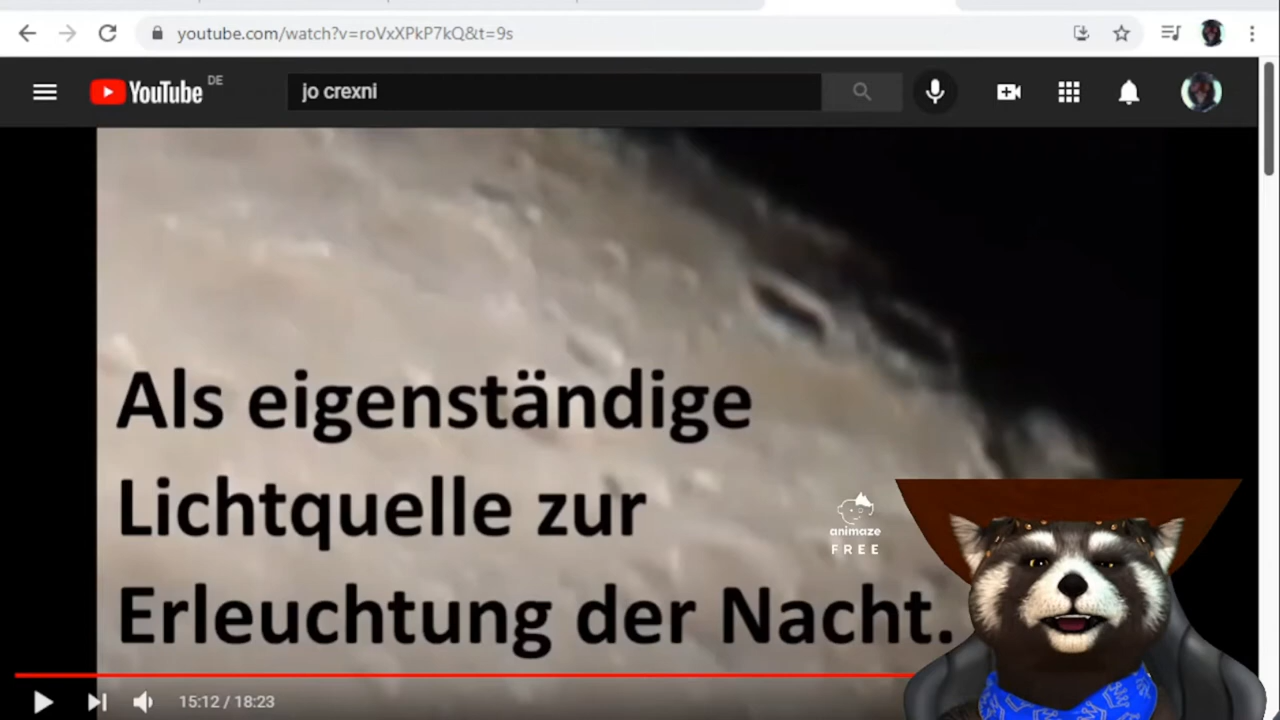 youtube.com/watch?v=roVxXPkP7kQ&t=9s
YouTube DE
jo crexni
Als eigenständige
Lichtquelle zur
Erleuchtung der Nacht.
animaze
FREE
15:12 / 18:23